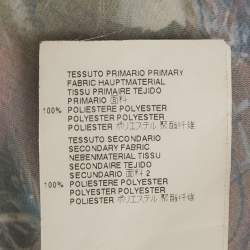 TESSUTO PRIMARIO PRIMARY
FABRIC HAUPTMATERIAL
TISSU PRIMAIRE TEJIDO
PRIMARIO 面料
100% POLIESTERE POLYESTER
POLYESTER POLYESTER
POLIESTER ポリエステル 聚酯纤维
TESSUTO SECONDARIO
SECONDARY FABRIC
NEBENMATERIAL TISSU
SECONDAIRE TEJIDO
SECUNDARIO 面料 2
100% POLIESTERE POLYESTER
POLYESTER POLYESTER
POLIESTER ポリエステル 聚酯纤维